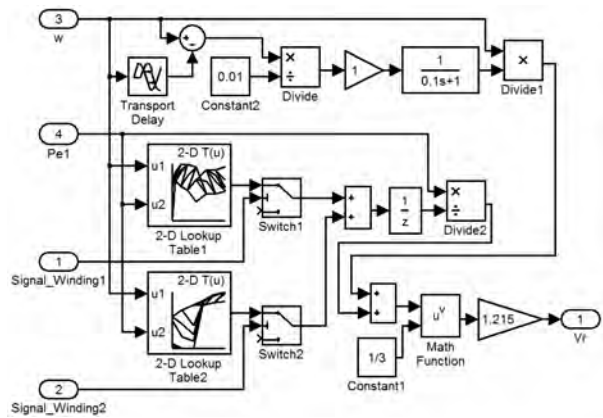 3
w
+
−
Transport
Delay
0.01
Constant2
×
÷
Divide
1
1
0.1s+1
×
Divide1
4
Pe1
2-D T(u)
u1
u2
2-D Lookup
Table1
Switch1
+
+
1
z
×
÷
Divide2
1
Signal_Winding1
2-D T(u)
u1
u2
2-D Lookup
Table2
Switch2
2
Signal_Winding2
+
+
1/3
Constant1
u^v
Math
Function
1.215
1
Vr